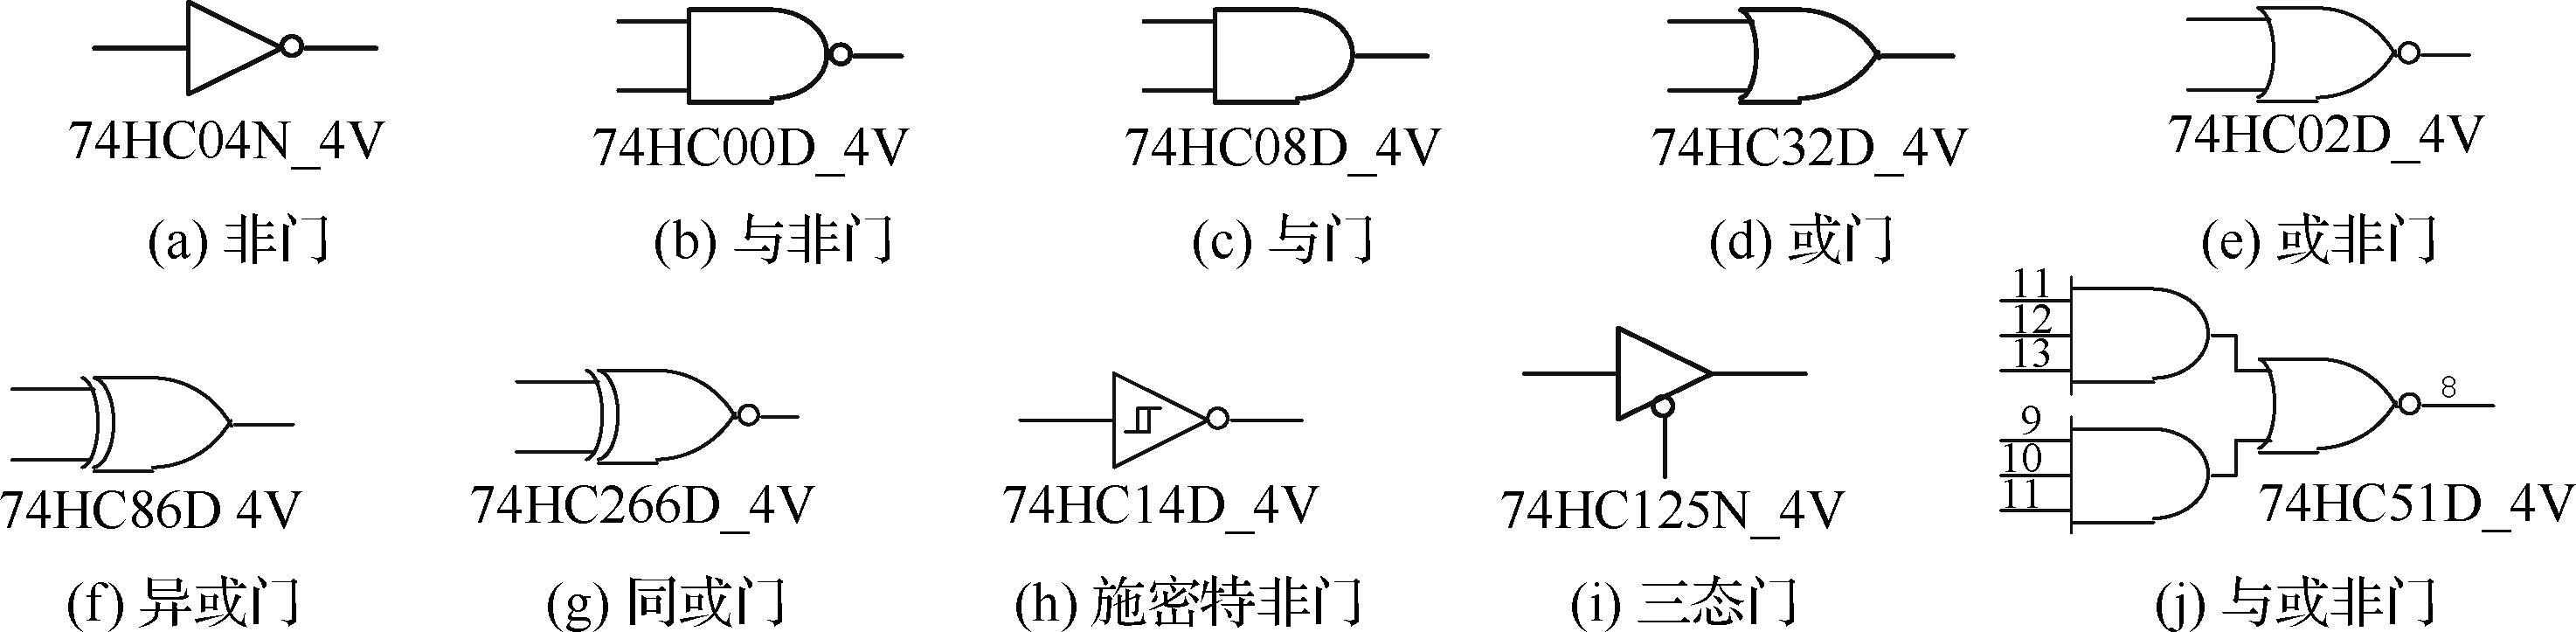 74HC04N_4V
74HC00D_4V
74HC08D_4V
74HC32D_4V
74HC02D_4V
(a) 非门
(b) 与非门
(c) 与门
(d) 或门
(e) 或非门
11
12
13
8
9
10
11
74HC86D 4V
74HC266D_4V
74HC14D_4V
74HC125N_4V
74HC51D_4V
(f) 异或门
(g) 同或门
(h) 施密特非门
(i) 三态门
(j) 与或非门